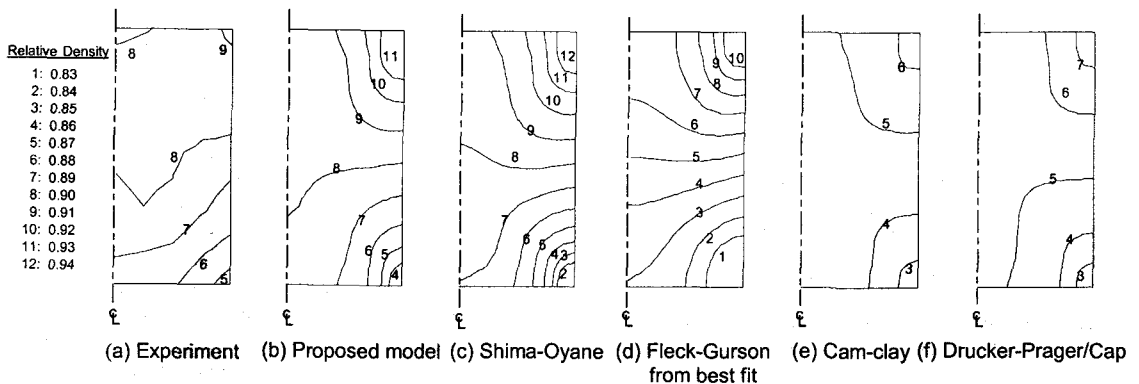 Relative Density
1: 0.83
2: 0.84
3: 0.85
4: 0.86
5: 0.87
6: 0.88
7: 0.89
8: 0.90
9: 0.91
10: 0.92
11: 0.93
12: 0.94
8 9 8 7 6 5
11 10 9 8 7 6 5 4
12 11 10 9 8 7 6 5 4 3 2
10 9 8 7 6 5 4 3 2 1
6 5 4 3
7 6 5 4 3
℄ ℄ ℄ ℄ ℄ ℄
(a) Experiment (b) Proposed model (c) Shima-Oyane (d) Fleck-Gurson (e) Cam-clay (f) Drucker-Prager/Cap
from best fit